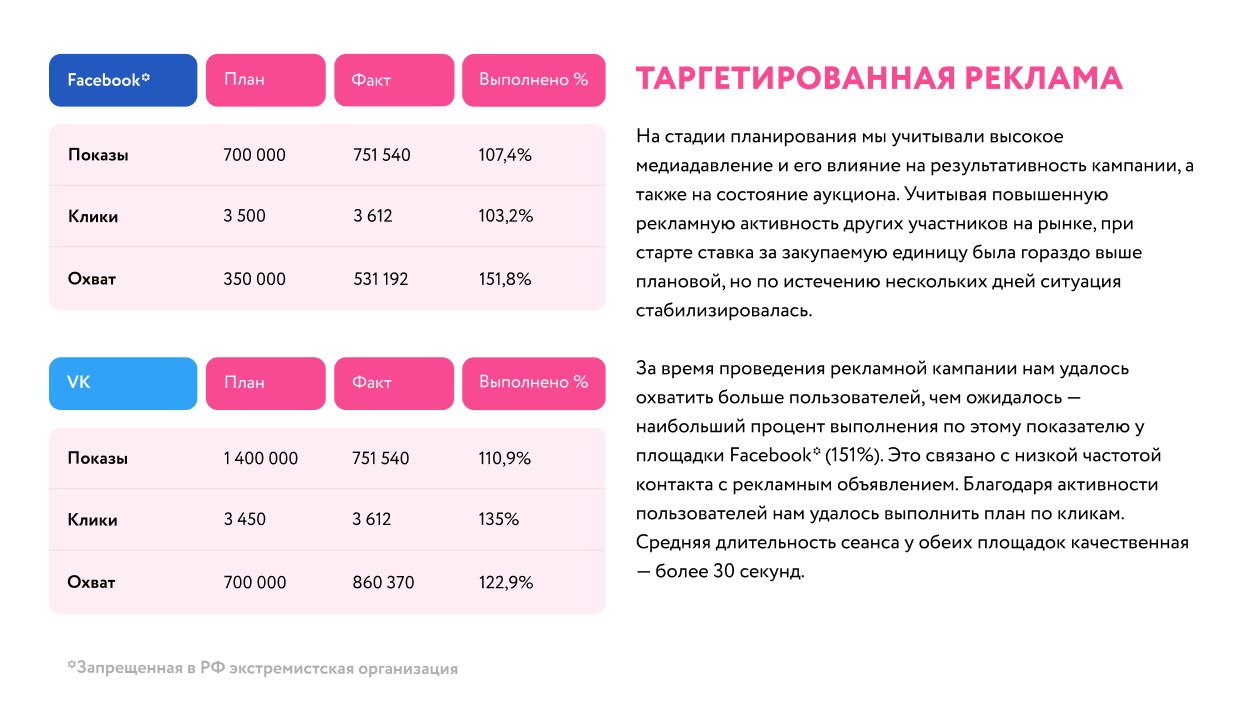 Facebook* План Факт Выполнено %
Показы 700 000 751 540 107,4%
Клики 3 500 3 612 103,2%
Охват 350 000 531 192 151,8%
VK План Факт Выполнено %
Показы 1 400 000 751 540 110,9%
Клики 3 450 3 612 135%
Охват 700 000 860 370 122,9%
*Запрещенная в РФ экстремистская организация
ТАРГЕТИРОВАННАЯ РЕКЛАМА
На стадии планирования мы учитывали высокое
медиадавление и его влияние на результативность кампании, а
также на состояние аукциона. Учитывая повышенную
рекламную активность других участников на рынке, при
старте ставка за закупаемую единицу была гораздо выше
плановой, но по истечению нескольких дней ситуация
стабилизировалась.
За время проведения рекламной кампании нам удалось
охватить больше пользователей, чем ожидалось —
наибольший процент выполнения по этому показателю у
площадки Facebook* (151%). Это связано с низкой частотой
контакта с рекламным объявлением. Благодаря активности
пользователей нам удалось выполнить план по кликам.
Средняя длительность сеанса у обеих площадок качественная
— более 30 секунд.